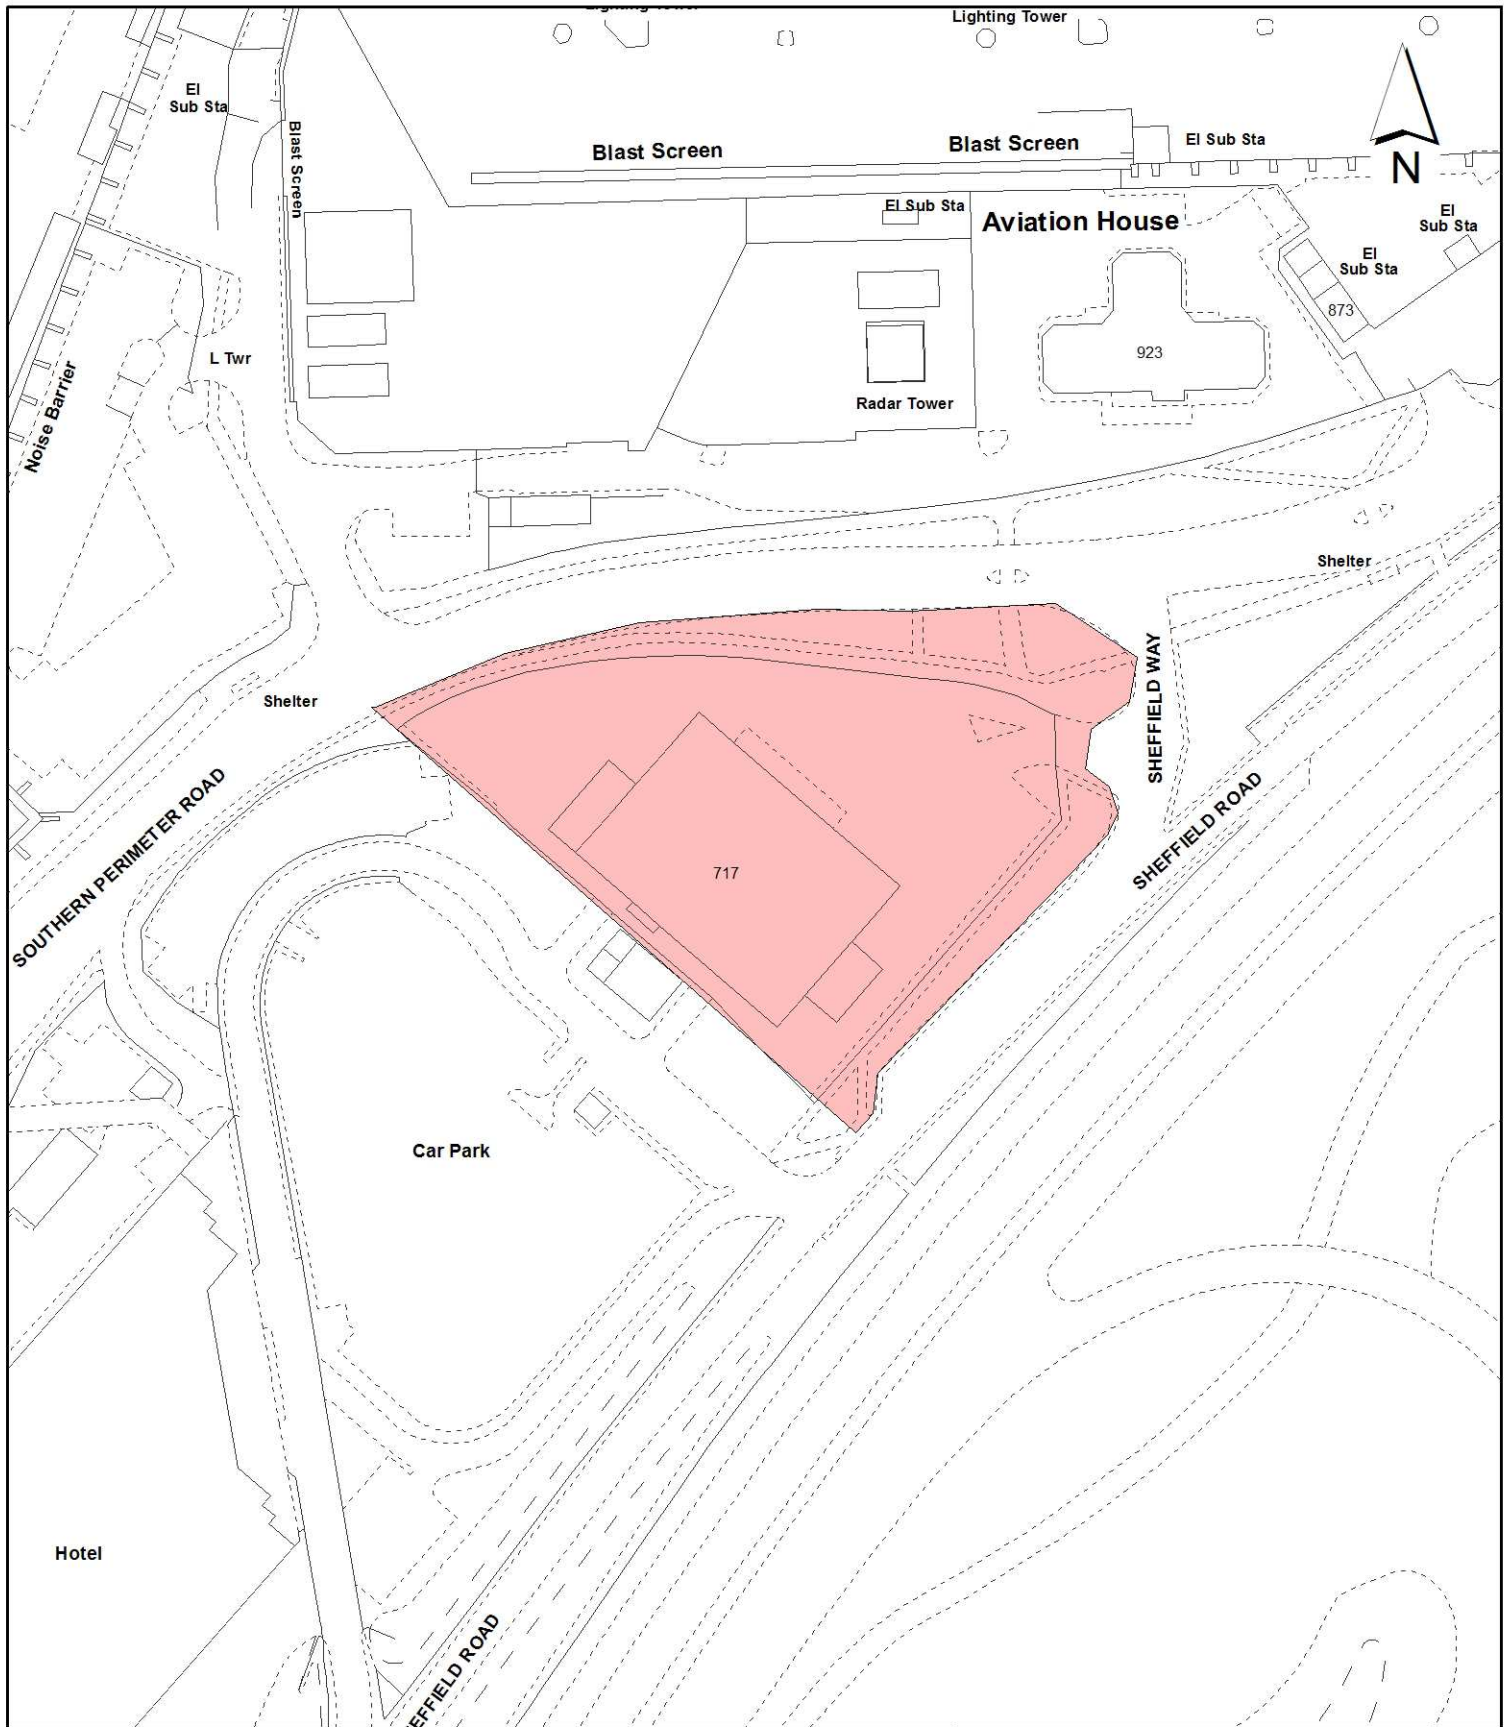 Lighting Tower
Lighting Tower
El
Sub Sta
Blast Screen
Blast Screen
Blast Screen
El Sub Sta
N
El Sub Sta
Aviation House
El
Sub Sta
El
Sub Sta
873
923
L Twr
Noise Barrier
Radar Tower
Shelter
Shelter
SHEFFIELD WAY
SOUTHERN PERIMETER ROAD
SHEFFIELD ROAD
717
Car Park
Hotel
EFFIELD ROAD